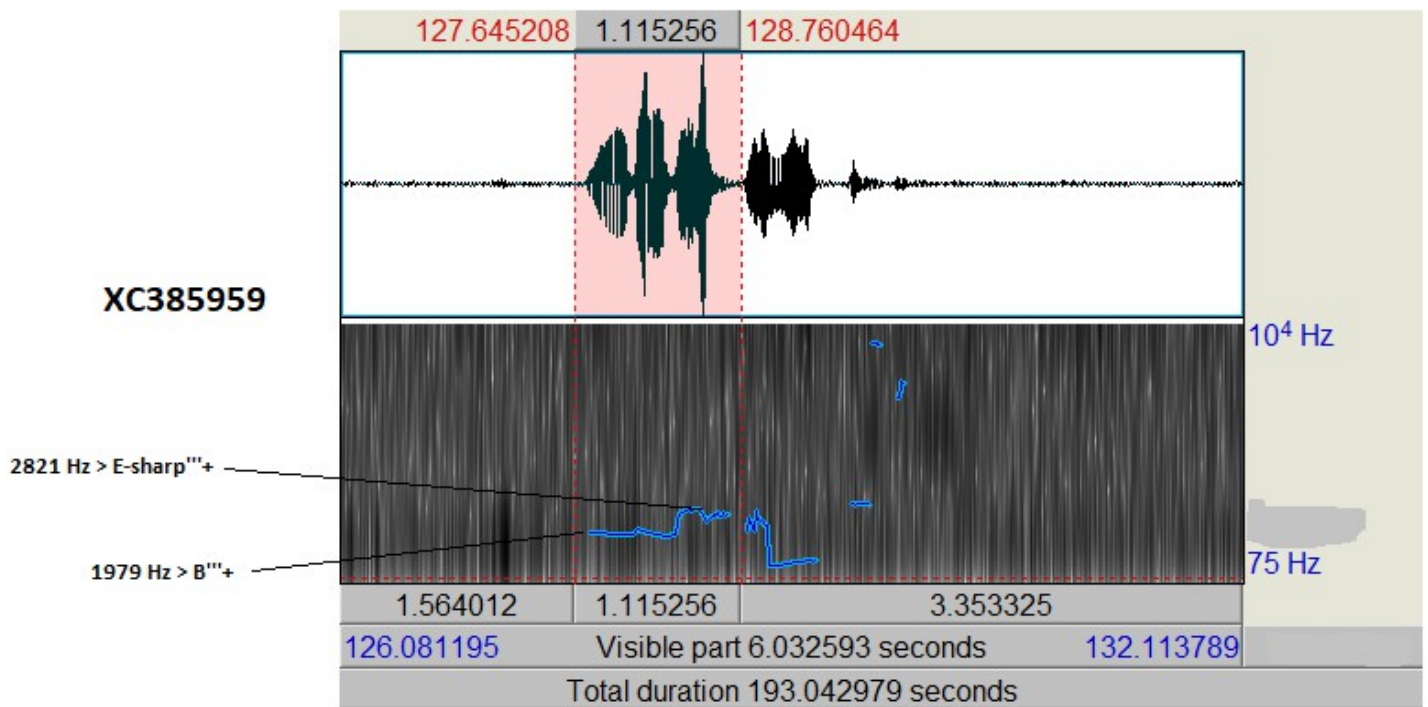 127.645208 1.115256 128.760464
XC385959
10⁴ Hz
2821 Hz > E-sharp'''+
1979 Hz > B'''+
75 Hz
1.564012 1.115256 3.353325
126.081195 Visible part 6.032593 seconds 132.113789
Total duration 193.042979 seconds